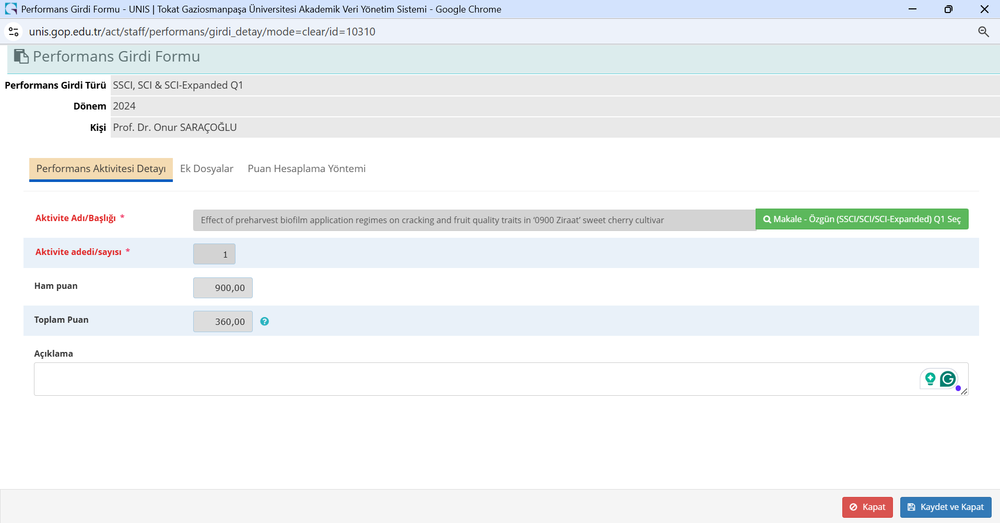 Performans Girdi Formu - UNIS | Tokat Gaziosmanpaşa Üniversitesi Akademik Veri Yönetim Sistemi - Google Chrome
unis.gop.edu.tr/act/staff/performans/girdi_detay/mode=clear/id=10310
Performans Girdi Formu
Performans Girdi Türü SSCI, SCI & SCI-Expanded Q1
Dönem 2024
Kişi Prof. Dr. Onur SARAÇOĞLU
Performans Aktivitesi Detayı Ek Dosyalar Puan Hesaplama Yöntemi
Aktivite Adı/Başlığı * Effect of preharvest biofilm application regimes on cracking and fruit quality traits in ‘0900 Ziraat’ sweet cherry cultivar Makale - Özgün (SSCI/SCI/SCI-Expanded) Q1 Seç
Aktivite adedi/sayısı * 1
Ham puan 900,00
Toplam Puan 360,00 ?
Açıklama
Kapat Kaydet ve Kapat